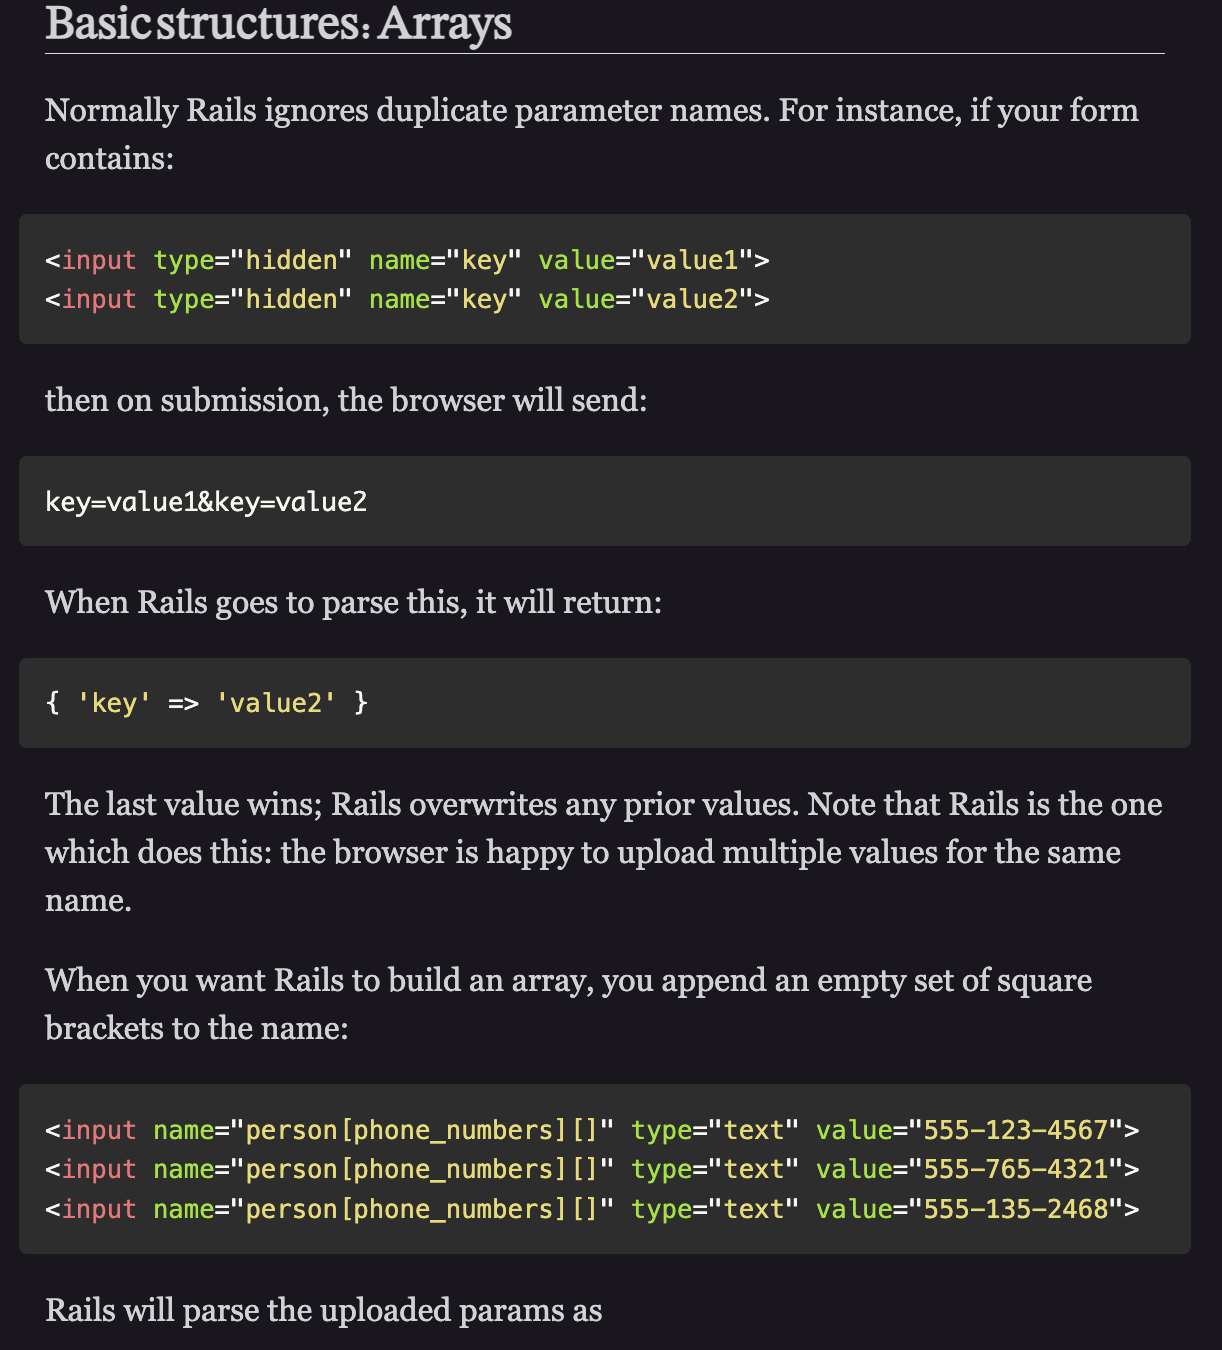 Basic structures: Arrays
Normally Rails ignores duplicate parameter names. For instance, if your form
contains:
<input type="hidden" name="key" value="value1">
<input type="hidden" name="key" value="value2">
then on submission, the browser will send:
key=value1&key=value2
When Rails goes to parse this, it will return:
{ 'key' => 'value2' }
The last value wins; Rails overwrites any prior values. Note that Rails is the one
which does this: the browser is happy to upload multiple values for the same
name.
When you want Rails to build an array, you append an empty set of square
brackets to the name:
<input name="person[phone_numbers][]" type="text" value="555-123-4567">
<input name="person[phone_numbers][]" type="text" value="555-765-4321">
<input name="person[phone_numbers][]" type="text" value="555-135-2468">
Rails will parse the uploaded params as